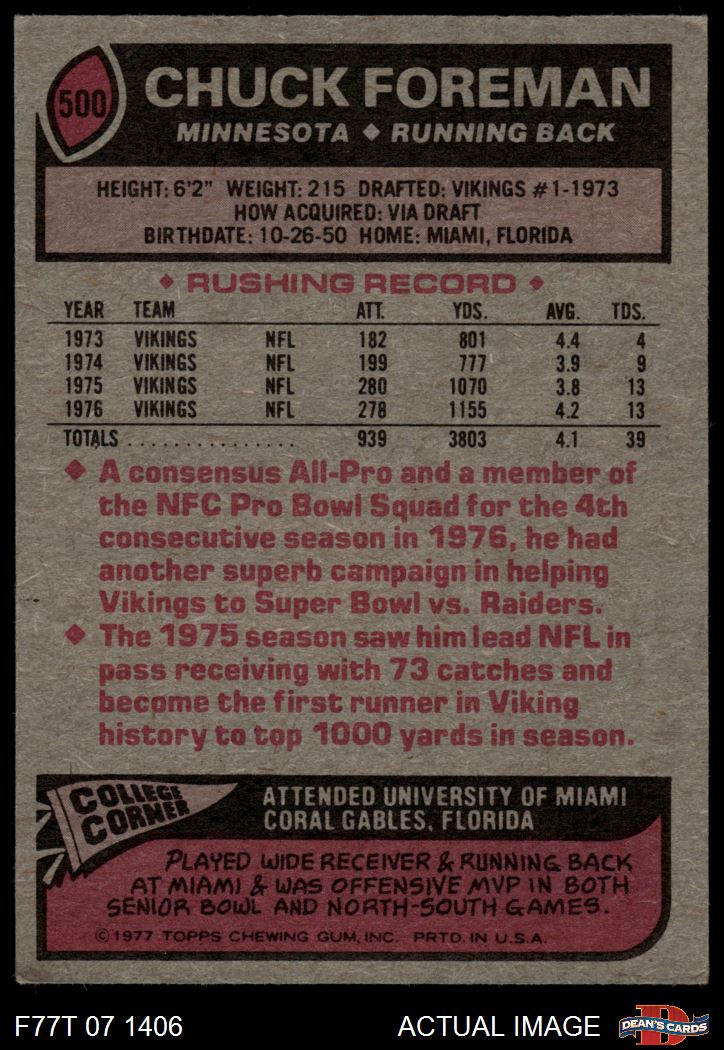 500
CHUCK FOREMAN
MINNESOTA ◆ RUNNING BACK
HEIGHT: 6'2" WEIGHT: 215 DRAFTED: VIKINGS #1-1973
HOW ACQUIRED: VIA DRAFT
BIRTHDATE: 10-26-50 HOME: MIAMI, FLORIDA
◆ RUSHING RECORD ◆
YEAR TEAM ATT. YDS. AVG. TDS.
1973 VIKINGS NFL 182 801 4.4 4
1974 VIKINGS NFL 199 777 3.9 9
1975 VIKINGS NFL 280 1070 3.8 13
1976 VIKINGS NFL 278 1155 4.2 13
TOTALS ............... 939 3803 4.1 39
◆ A consensus All-Pro and a member of
the NFC Pro Bowl Squad for the 4th
consecutive season in 1976, he had
another superb campaign in helping
Vikings to Super Bowl vs. Raiders.
◆ The 1975 season saw him lead NFL in
pass receiving with 73 catches and
become the first runner in Viking
history to top 1000 yards in season.
COLLEGE
CORNER
ATTENDED UNIVERSITY OF MIAMI
CORAL GABLES, FLORIDA
PLAYED WIDE RECEIVER & RUNNING BACK
AT MIAMI & WAS OFFENSIVE MVP IN BOTH
SENIOR BOWL AND NORTH-SOUTH GAMES.
© 1977 TOPPS CHEWING GUM, INC. PRTD. IN U.S.A.
F77T 07 1406
ACTUAL IMAGE
D
DEAN'S CARDS